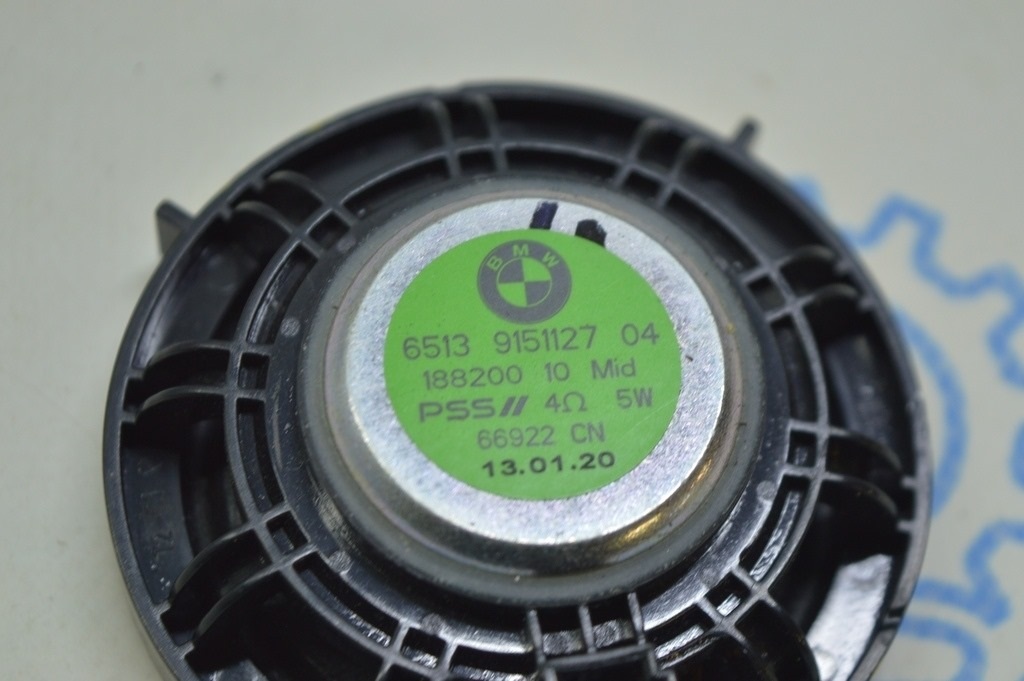 BMW
6513 9151127 04
188200 10 Mid
PSS// 4Ω 5W
66922 CN
13.01.20